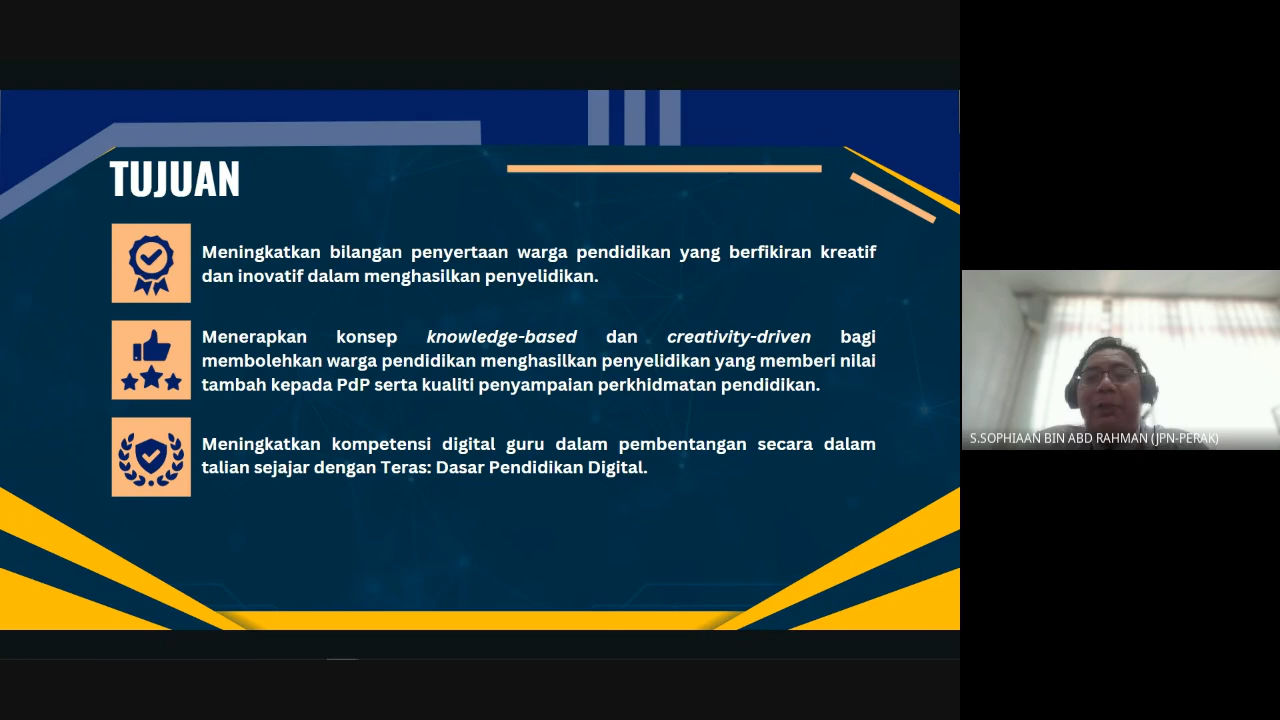 TUJUAN
Meningkatkan bilangan penyertaan warga pendidikan yang berfikiran kreatif
dan inovatif dalam menghasilkan penyelidikan.
Menerapkan konsep knowledge-based dan creativity-driven bagi
membolehkan warga pendidikan menghasilkan penyelidikan yang memberi nilai
tambah kepada PdP serta kualiti penyampaian perkhidmatan pendidikan.
Meningkatkan kompetensi digital guru dalam pembentangan secara dalam
talian sejajar dengan Teras: Dasar Pendidikan Digital.
S.SOPHIAAN BIN ABD RAHMAN (JPN-PERAK)